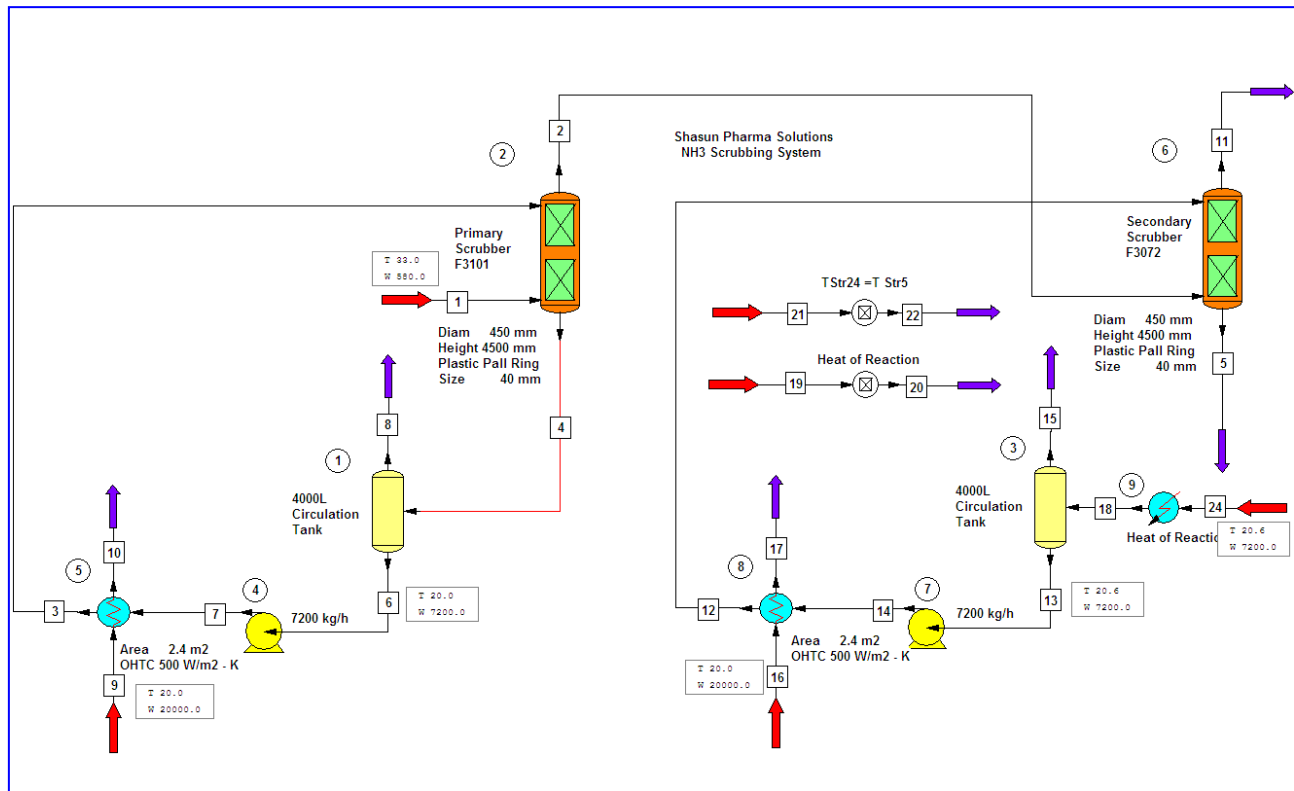 2
11
2
6
Shasun Pharma Solutions
NH3 Scrubbing System
Primary
Scrubber
F3101
Secondary
Scrubber
F3072
T 33.0
W 560.0
1
TStr24 =T Str5
21
22
Diam 450 mm
Height 4500 mm
Plastic Pall Ring
Size 40 mm
Diam 450 mm
Height 4500 mm
Plastic Pall Ring
Size 40 mm
Heat of Reaction
19
20
5
8
4
15
1
3
4000L
Circulation
Tank
4000L
Circulation
Tank
9
18
24
Heat of Reaction
T 20.6
W 7200.0
10
17
5
4
8
7
3
7
6
T 20.0
W 7200.0
12
14
13
T 20.6
W 7200.0
7200 kg/h
7200 kg/h
Area 2.4 m2
OHTC 500 W/m2 - K
Area 2.4 m2
OHTC 500 W/m2 - K
9
T 20.0
W 20000.0
T 20.0
W 20000.0
16